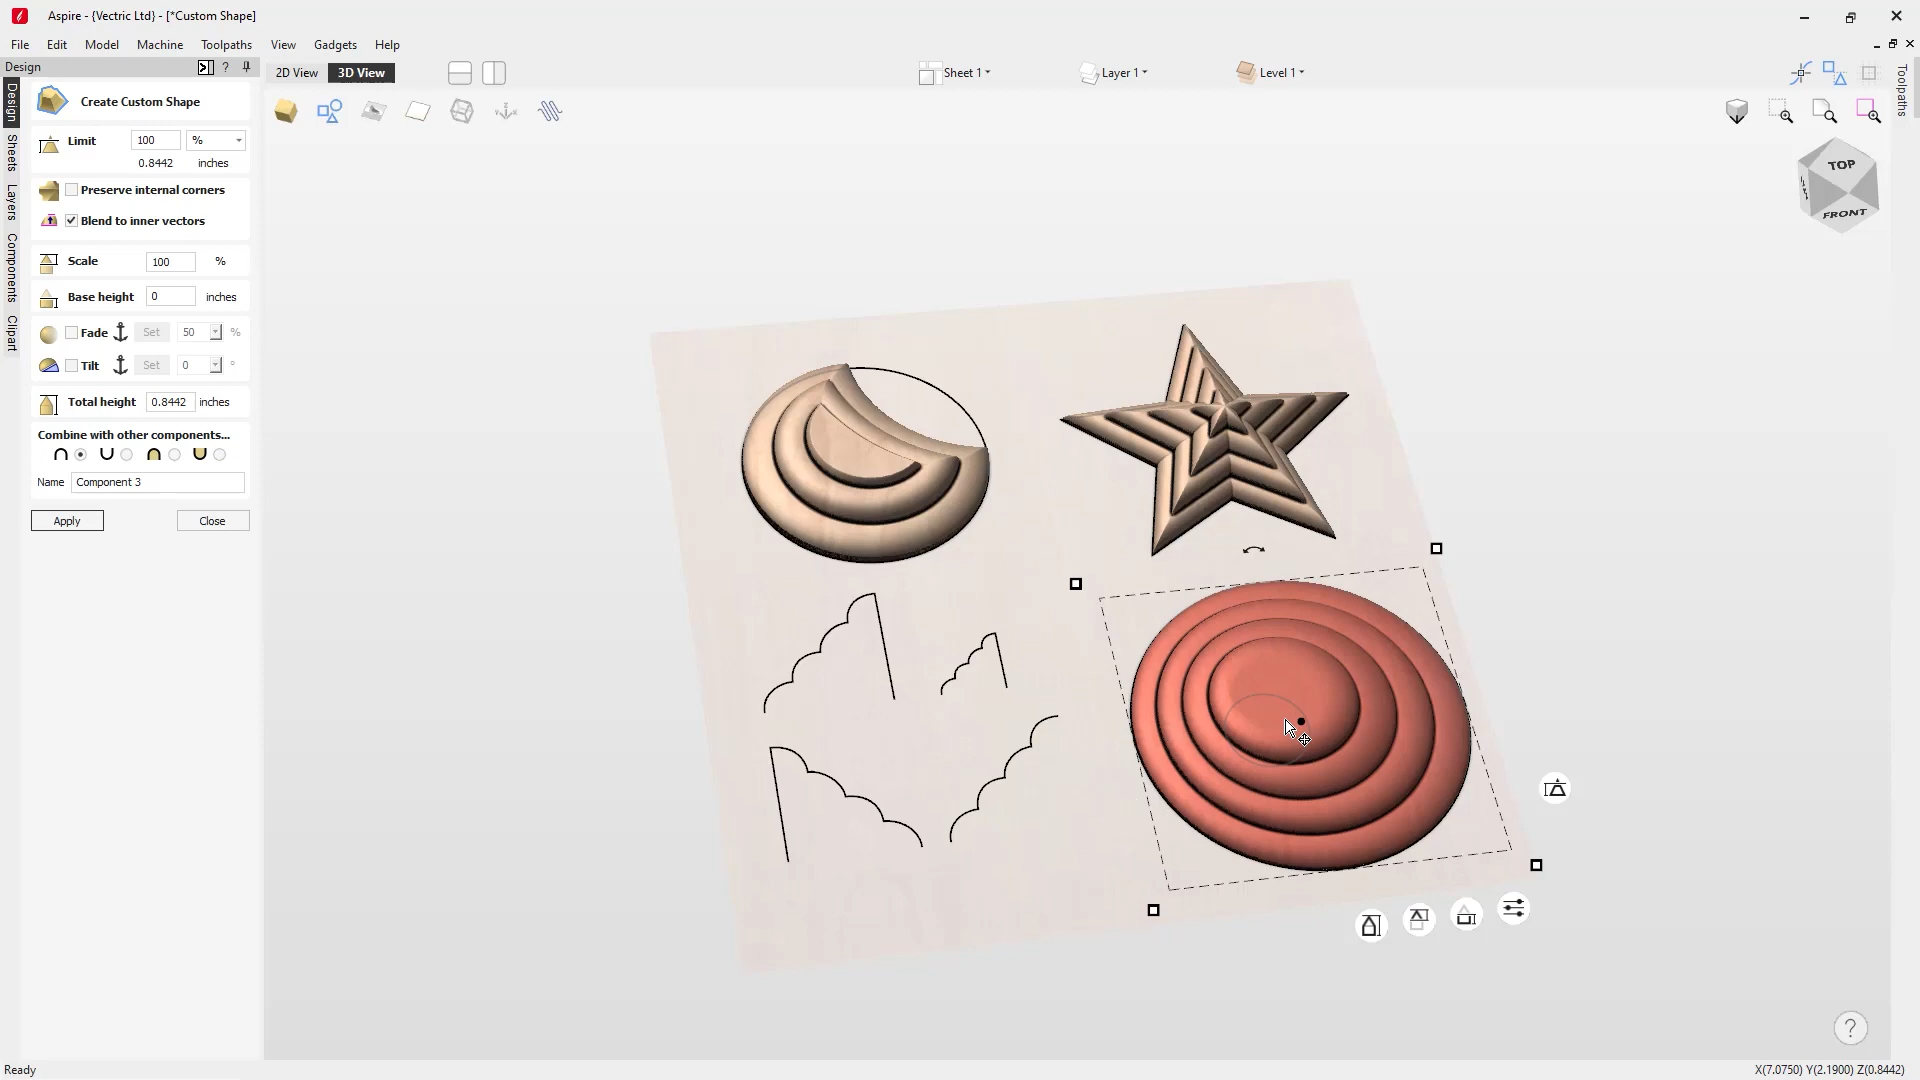 Aspire - {Vectric Ltd} - [*Custom Shape]
File Edit Model Machine Toolpaths View Gadgets Help
Design
2D View 3D View Sheet 1 Layer 1 Level 1
Create Custom Shape
Limit 100 %
0.8442 inches
Preserve internal corners
Blend to inner vectors
Scale 100 %
Base height 0 inches
Fade Set 50 %
Tilt Set 0 °
Total height 0.8442 inches
Combine with other components...
Name Component 3
Apply Close
Design
Sheets
Layers
Components
Clipart
Toolpaths
TOP
FRONT
?
Ready X(7.0750) Y(2.1900) Z(0.8442)